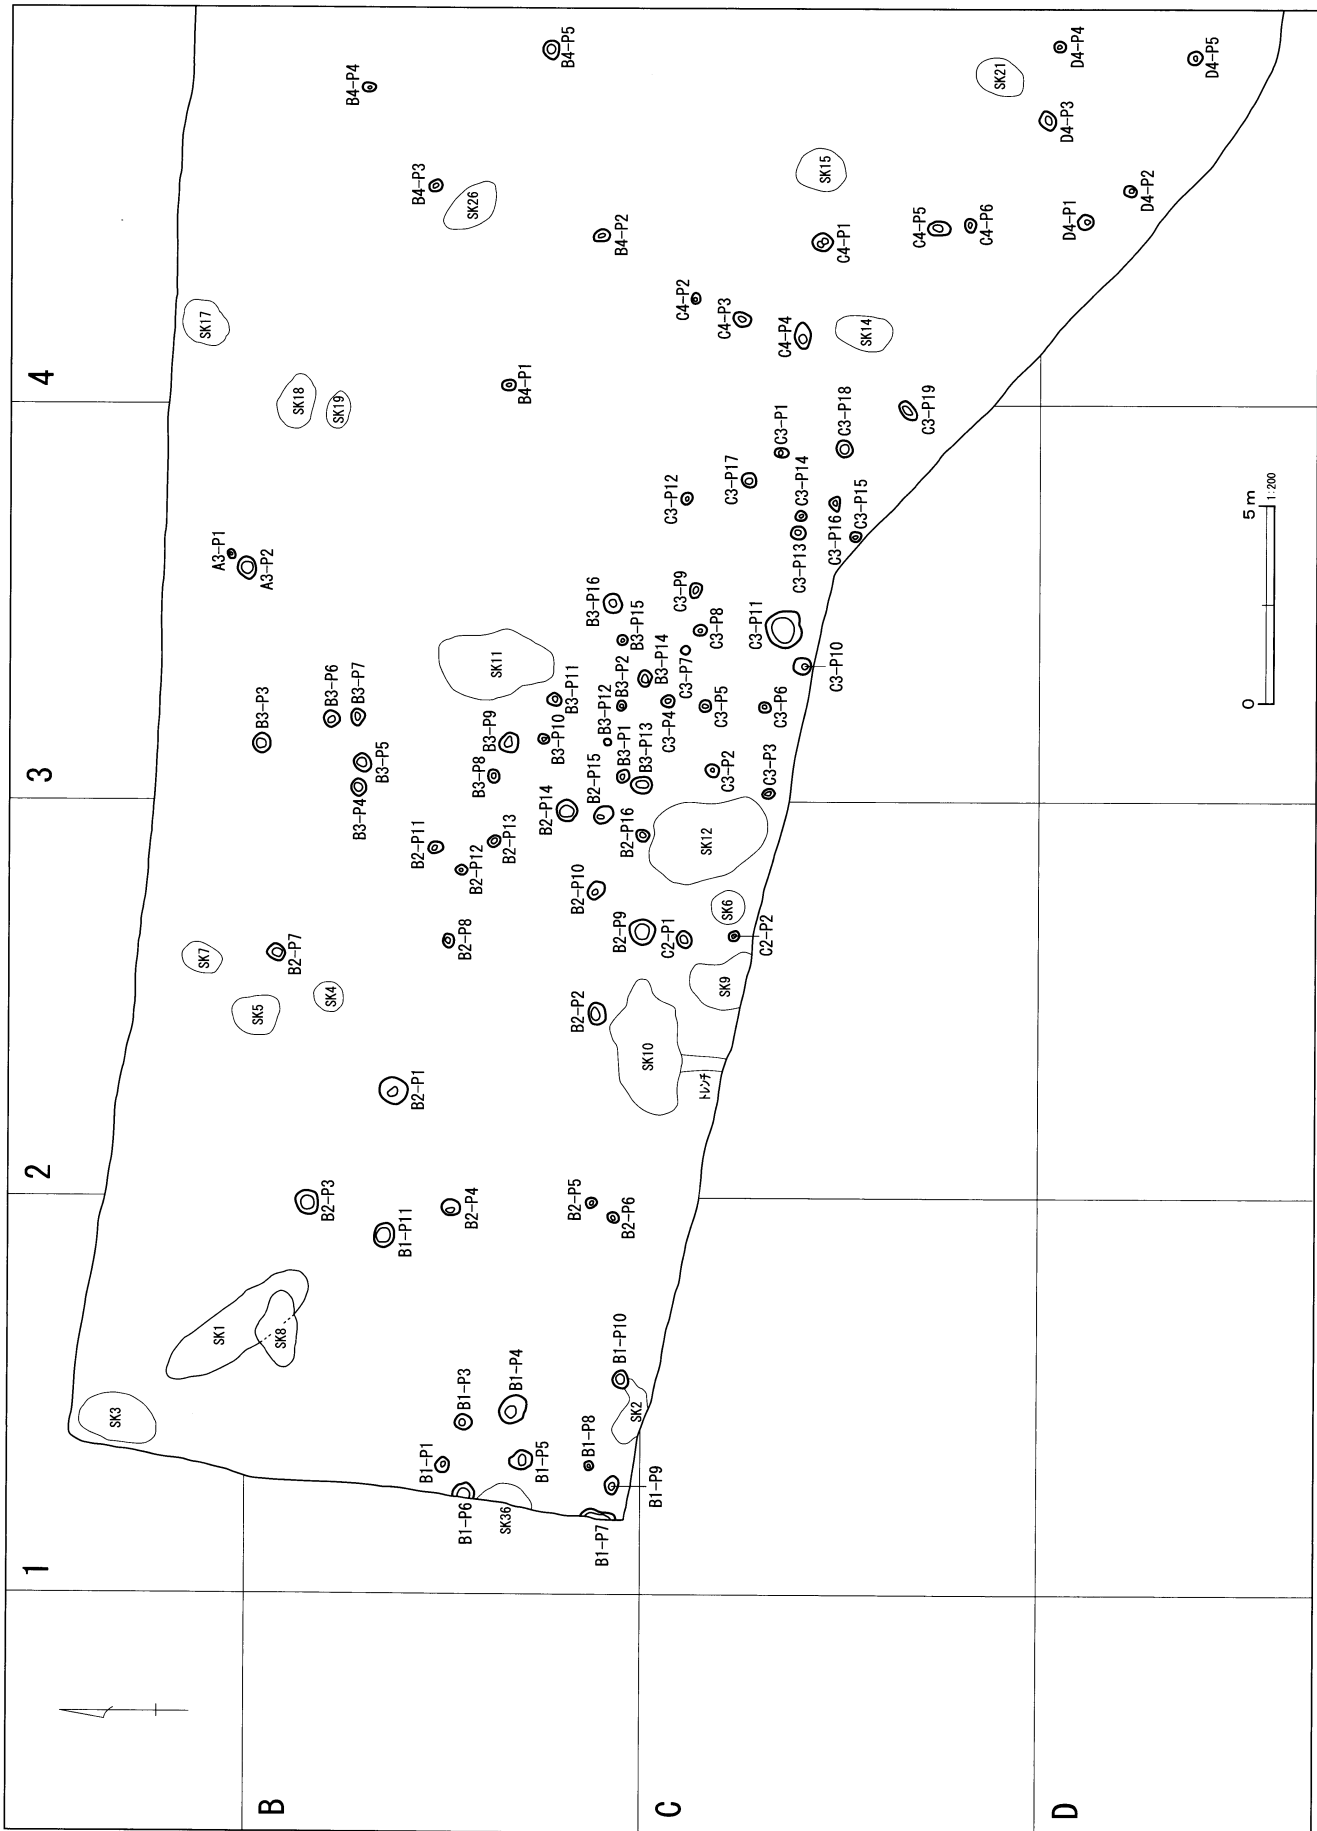 1
2
3
4
B
C
D
SK3
SK1
SK8
SK7
SK5
SK4
SK17
SK18
SK19
A3-P1
A3-P2
B1-P1
B1-P3
B1-P4
B1-P5
B1-P6
SK36
B1-P7
B1-P8
B1-P9
B1-P10
SK2
B1-P11
B2-P3
B2-P4
B2-P5
B2-P6
B2-P1
B2-P2
B2-P7
B2-P8
B2-P9
B2-P10
B2-P11
B2-P12
B2-P13
B2-P14
B2-P15
B2-P16
SK10
トレンチ
SK9
C2-P1
C2-P2
SK6
SK12
B3-P3
B3-P4
B3-P5
B3-P6
B3-P7
B3-P8
B3-P9
B3-P10
B3-P11
SK11
B3-P12
B3-P1
B3-P13
B3-P2
B3-P14
B3-P15
B3-P16
C3-P2
C3-P3
C3-P4
C3-P5
C3-P6
C3-P7
C3-P8
C3-P9
C3-P10
C3-P11
C3-P12
C3-P17
C3-P1
C3-P13
C3-P14
C3-P16
C3-P15
C3-P18
C3-P19
B4-P1
B4-P2
B4-P3
SK26
B4-P4
B4-P5
C4-P2
C4-P3
C4-P4
SK14
C4-P1
SK15
C4-P5
C4-P6
SK21
D4-P1
D4-P2
D4-P3
D4-P4
D4-P5
0
5 m
1:200